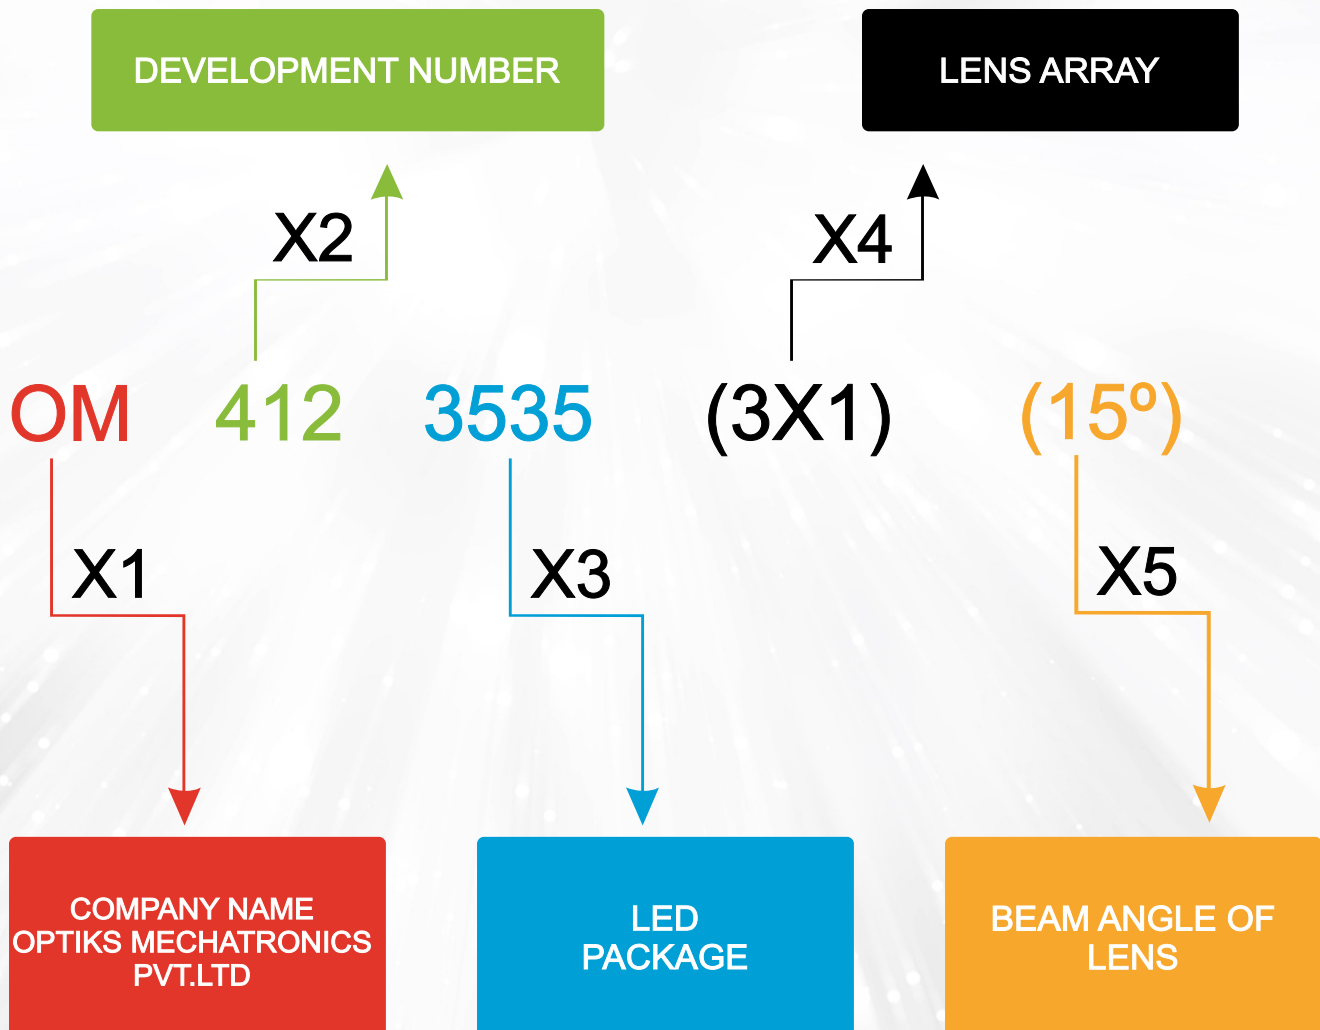 DEVELOPMENT NUMBER
LENS ARRAY
X2
X4
OM 412 3535 (3X1) (15º)
X1
X3
X5
COMPANY NAME
OPTIKS MECHATRONICS
PVT.LTD
LED
PACKAGE
BEAM ANGLE OF
LENS